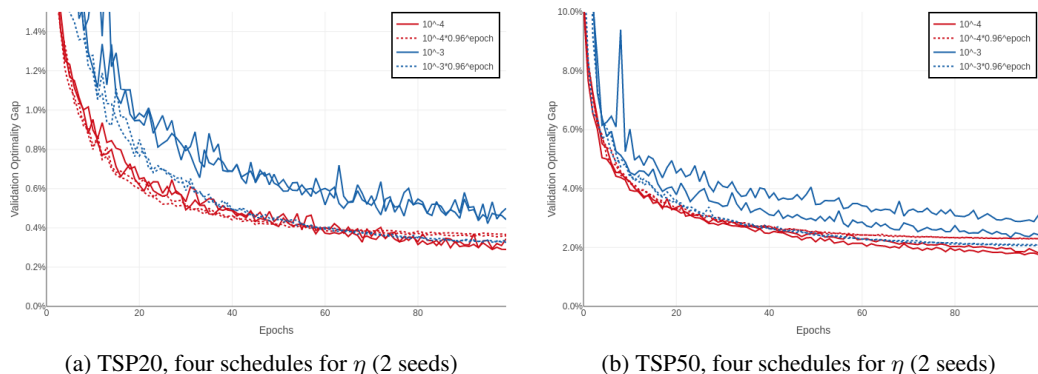 1.4%
1.2%
1.0%
0.8%
0.6%
0.4%
0.2%
0.0%
Validation Optimality Gap
0
20
40
60
80
Epochs
10^-4
10^-4*0.96^epoch
10^-3
10^-3*0.96^epoch
(a) TSP20, four schedules for η (2 seeds)
10.0%
8.0%
6.0%
4.0%
2.0%
0.0%
Validation Optimality Gap
0
20
40
60
80
Epochs
10^-4
10^-4*0.96^epoch
10^-3
10^-3*0.96^epoch
(b) TSP50, four schedules for η (2 seeds)